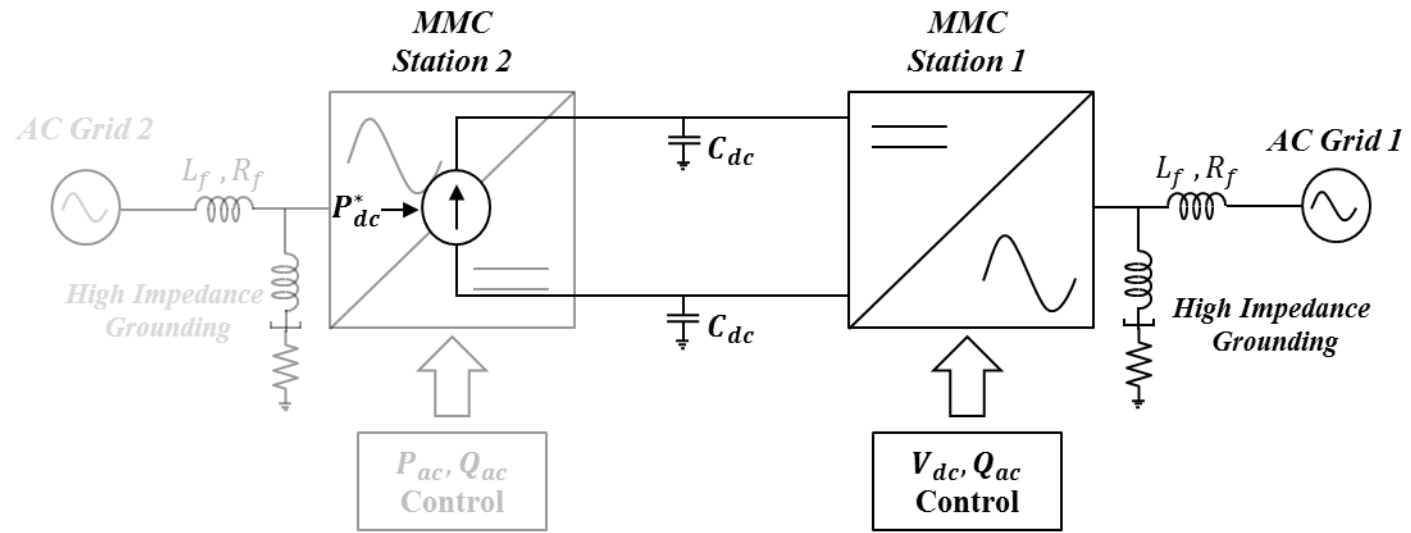 MMC
Station 2
MMC
Station 1
AC Grid 2
AC Grid 1
L_f , R_f
L_f , R_f
P*_dc
C_dc
C_dc
High Impedance
Grounding
High Impedance
Grounding
P_ac, Q_ac
Control
V_dc, Q_ac
Control